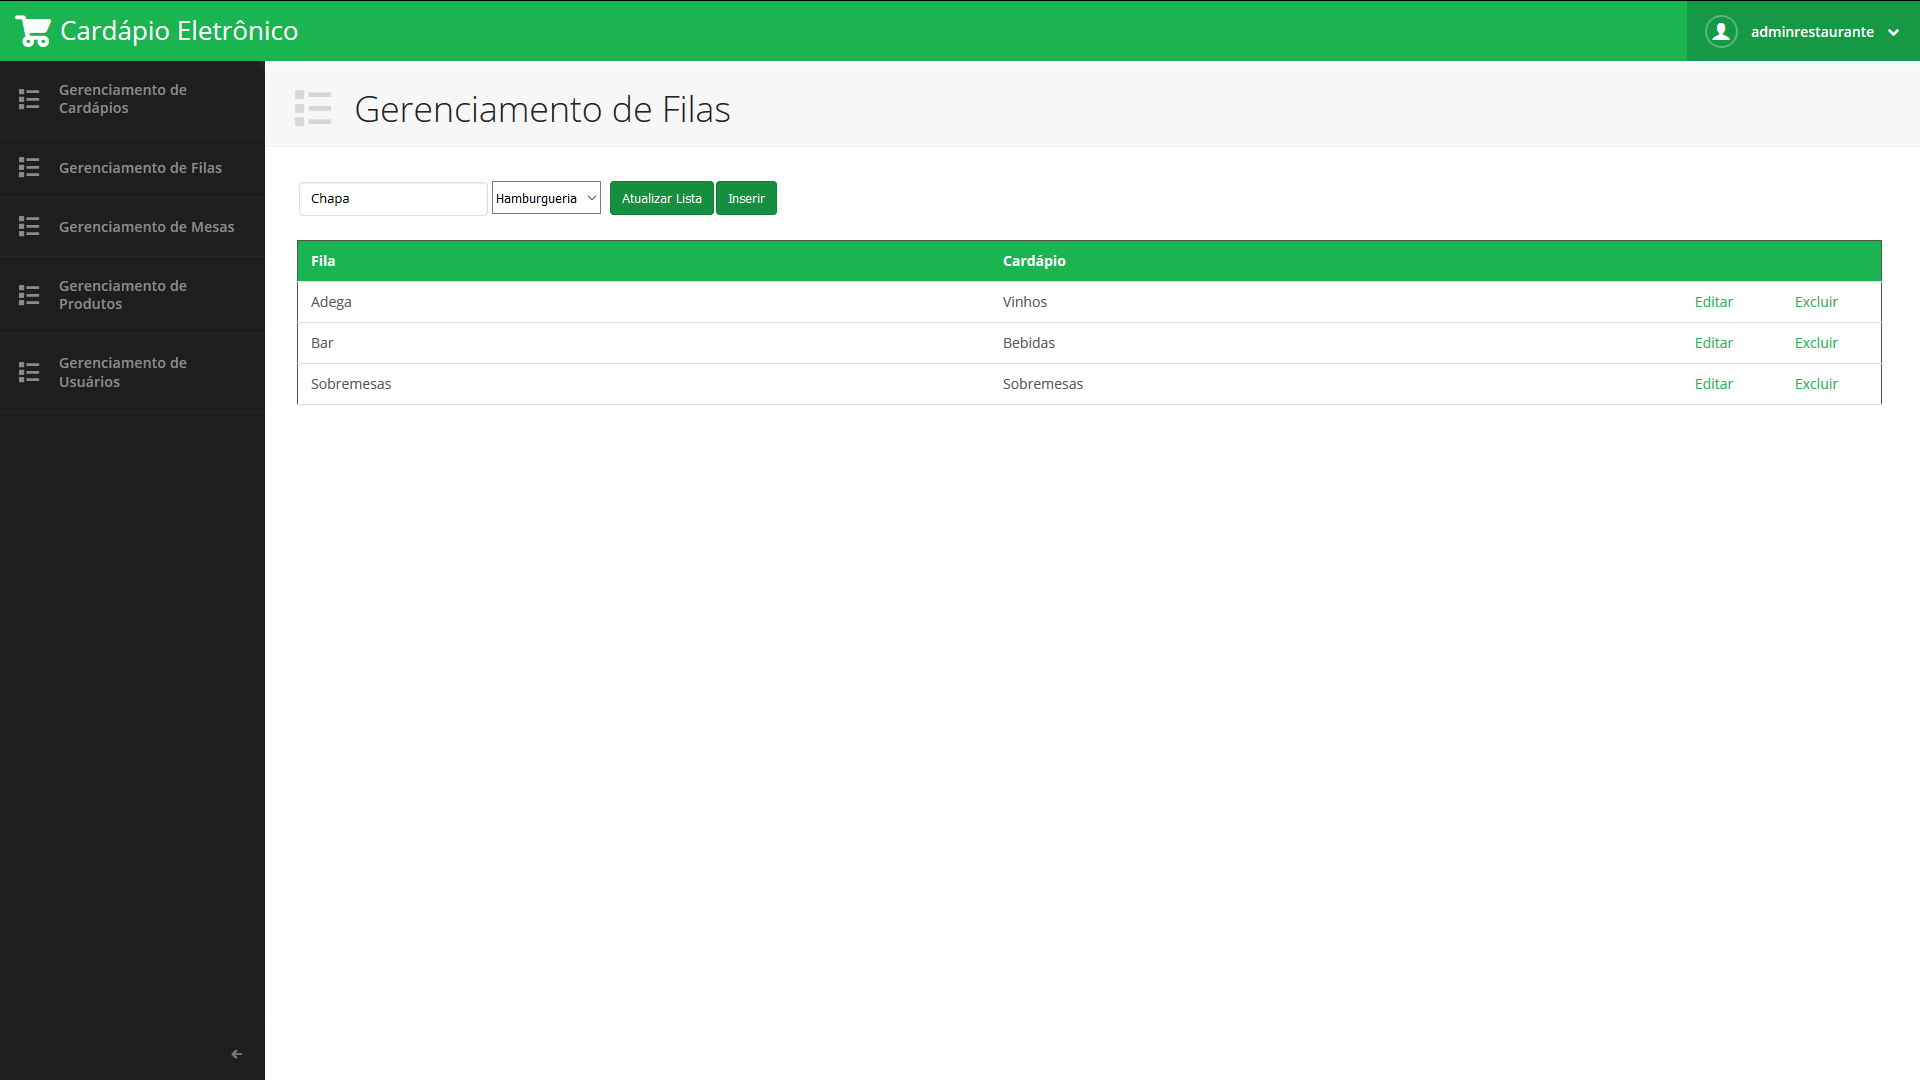 Cardápio Eletrônico
adminrestaurante
Gerenciamento de
Cardápios
Gerenciamento de Filas
Gerenciamento de Mesas
Gerenciamento de
Produtos
Gerenciamento de
Usuários
Gerenciamento de Filas
Chapa Hamburgueria Atualizar Lista Inserir
Fila Cardápio
Adega Vinhos Editar Excluir
Bar Bebidas Editar Excluir
Sobremesas Sobremesas Editar Excluir